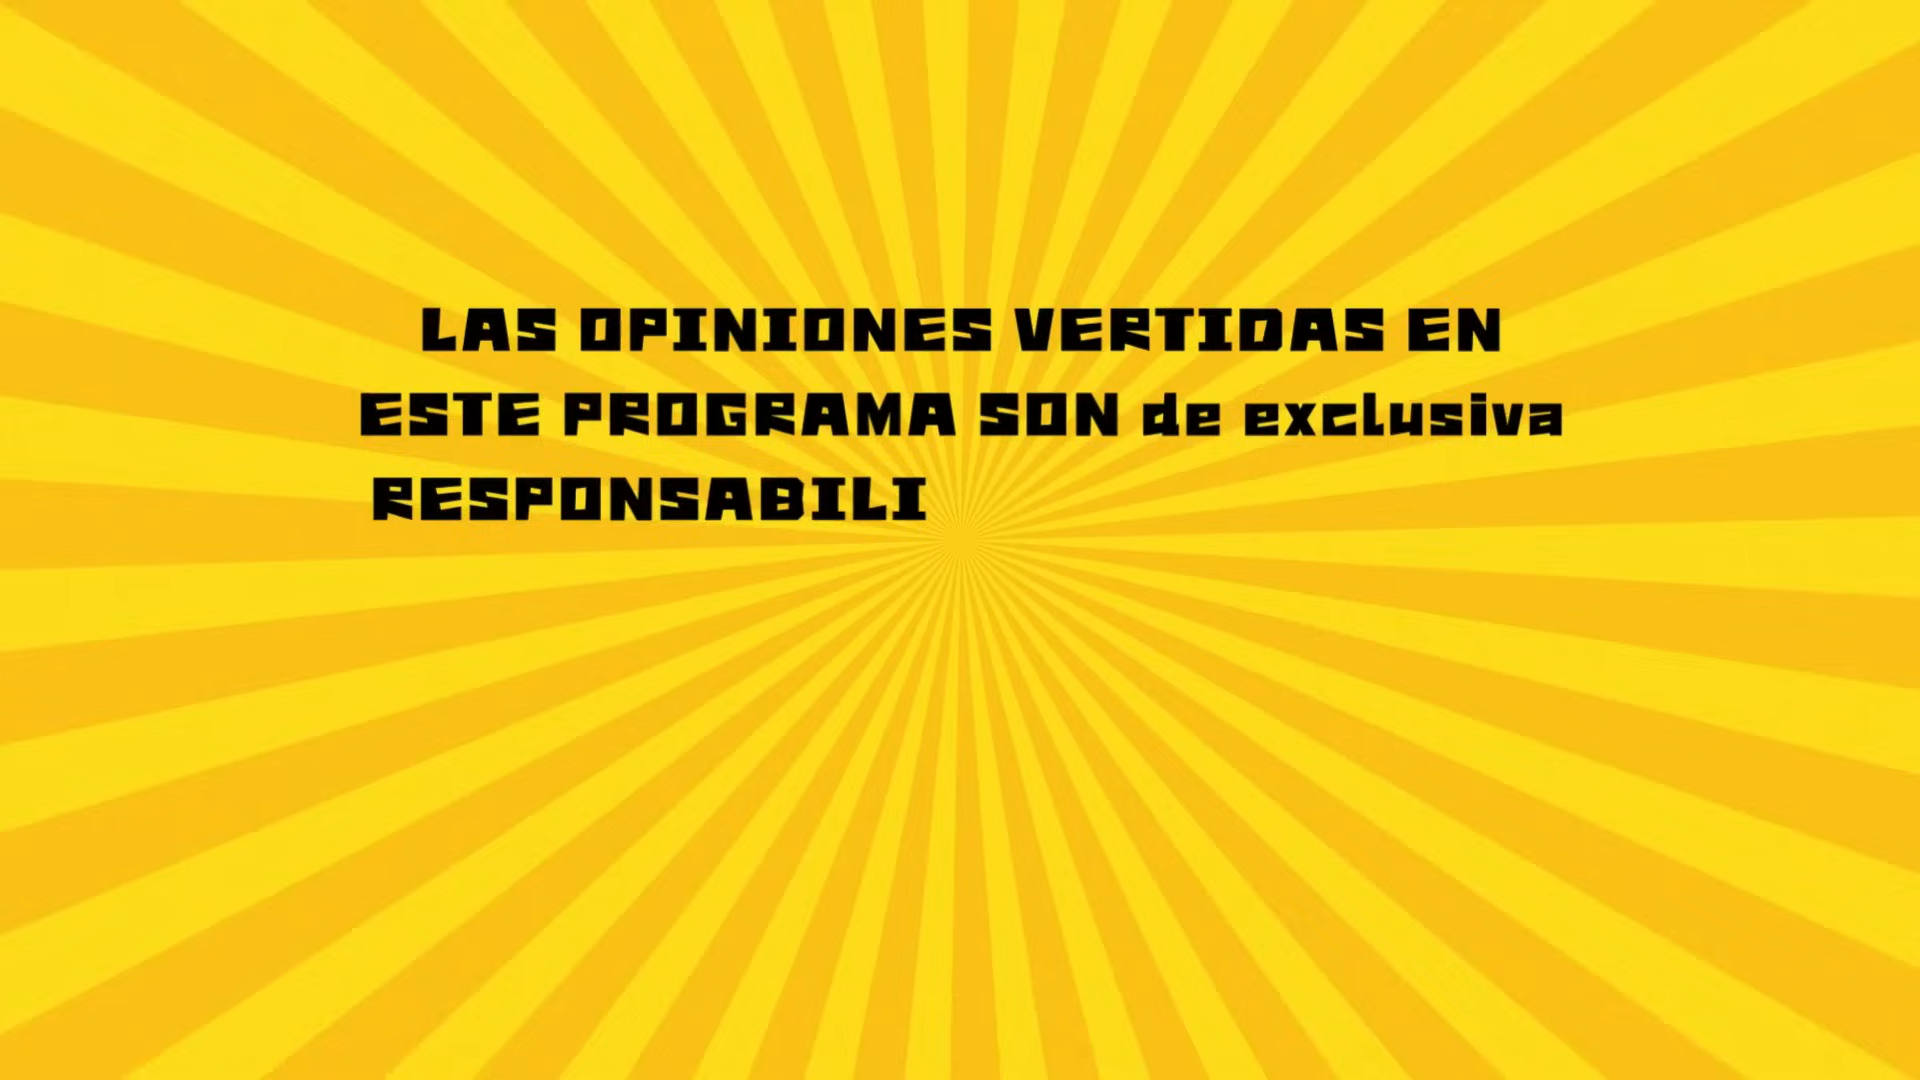 LAS OPINIONES VERTIDAS EN
ESTE PROGRAMA SON de exclusiva
RESPONSABILI